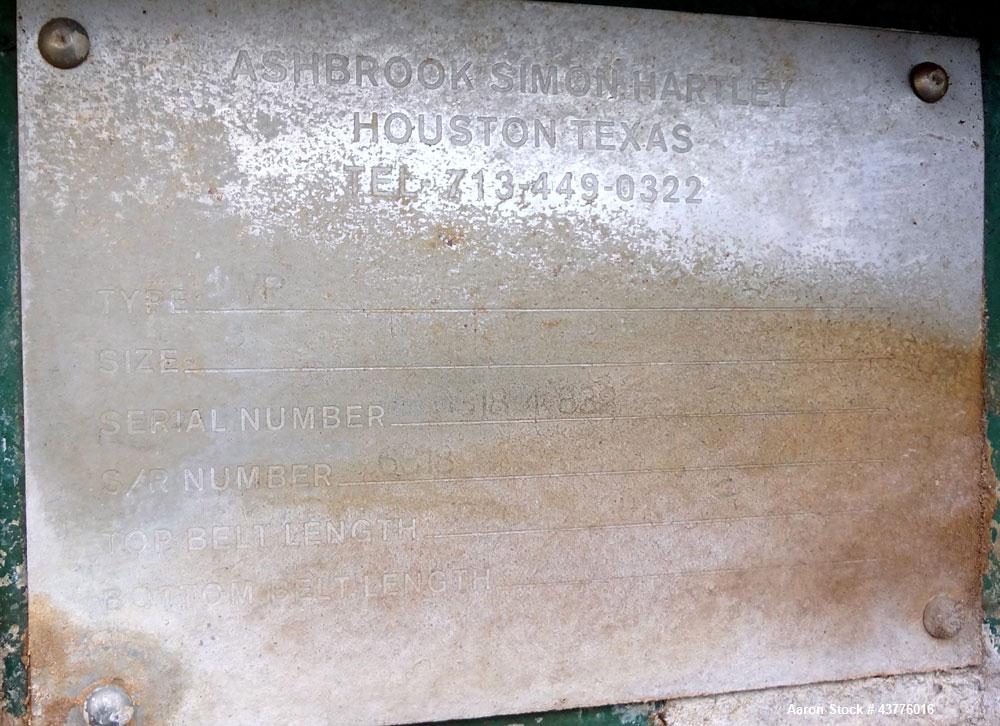 ASHBROOK SIMON-HARTLEY
HOUSTON TEXAS
TEL 713-449-0322
TYPE
SIZE
SERIAL NUMBER
S/R NUMBER
TOP BELT LENGTH
BOTTOM BELT LENGTH
Aaron Stock # 43776016